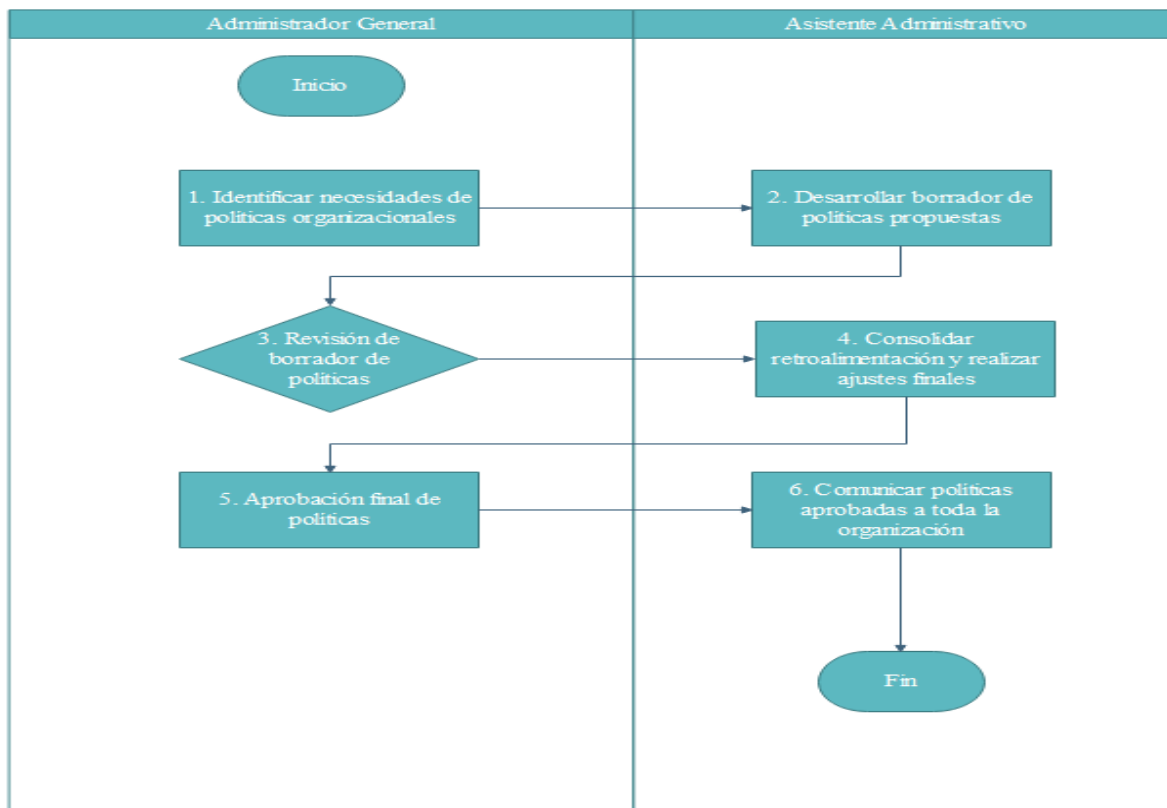 Administrador General
Asistente Administrativo
Inicio
1. Identificar necesidades de
políticas organizacionales
2. Desarrollar borrador de
políticas propuestas
3. Revisión de
borrador de
políticas
4. Consolidar
retroalimentación y realizar
ajustes finales
5. Aprobación final de
políticas
6. Comunicar políticas
aprobadas a toda la
organización
Fin